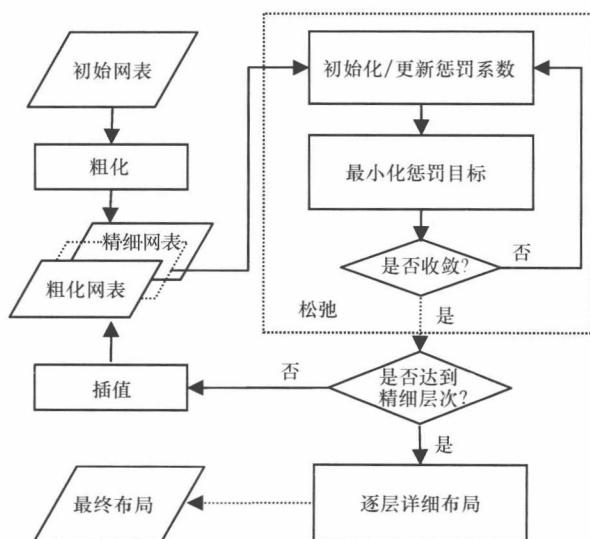 初始网表
粗化
精细网表
粗化网表
插值
初始化/更新惩罚系数
最小化惩罚目标
是否收敛?
否
松弛
是
是否达到
精细层次?
否
是
逐层详细布局
最终布局